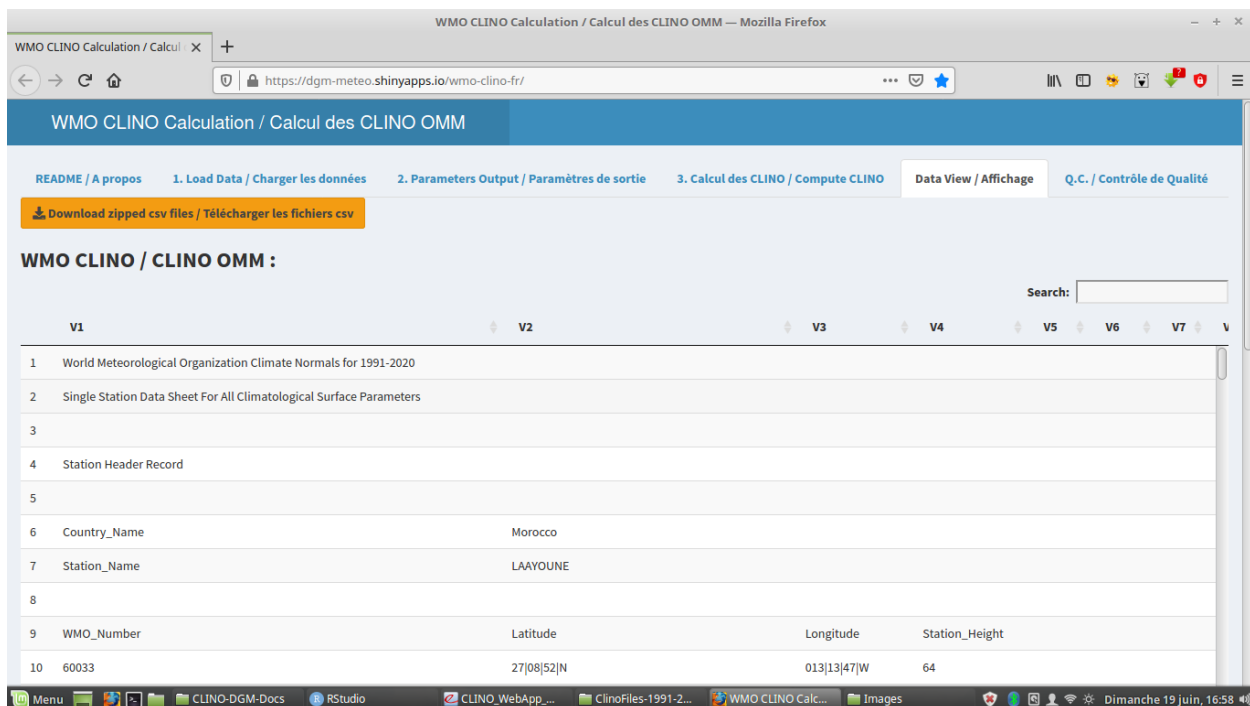 WMO CLINO Calculation / Calcul des CLINO OMM — Mozilla Firefox
WMO CLINO Calculation / Calcul
https://dgm-meteo.shinyapps.io/wmo-clino-fr/
WMO CLINO Calculation / Calcul des CLINO OMM
README / A propos 1. Load Data / Charger les données 2. Parameters Output / Paramètres de sortie 3. Calcul des CLINO / Compute CLINO Data View / Affichage Q.C. / Contrôle de Qualité
Download zipped csv files / Télécharger les fichiers csv
WMO CLINO / CLINO OMM :
Search:
V1 V2 V3 V4 V5 V6 V7
1 World Meteorological Organization Climate Normals for 1991-2020
2 Single Station Data Sheet For All Climatological Surface Parameters
3
4 Station Header Record
5
6 Country_Name Morocco
7 Station_Name LAAYOUNE
8
9 WMO_Number Latitude Longitude Station_Height
10 60033 27|08|52|N 013|13|47|W 64
Menu CLINO-DGM-Docs RStudio CLINO_WebApp_... ClinoFiles-1991-2... WMO CLINO Calc... Images Dimanche 19 juin, 16:58